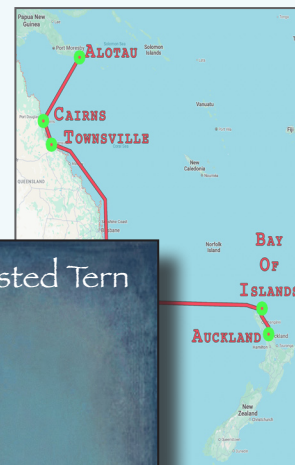 Papua New
Guinea
Port Moresby
Solomon
Islands
ALOTAU
CAIRNS
TOWNSVILLE
Vanuatu
Fiji
New
Caledonia
QUEENSLAND
Brisbane
sted Tern
Norfolk
Island
BAY
OF
ISLANDS
AUCKLAND
New
Zealand